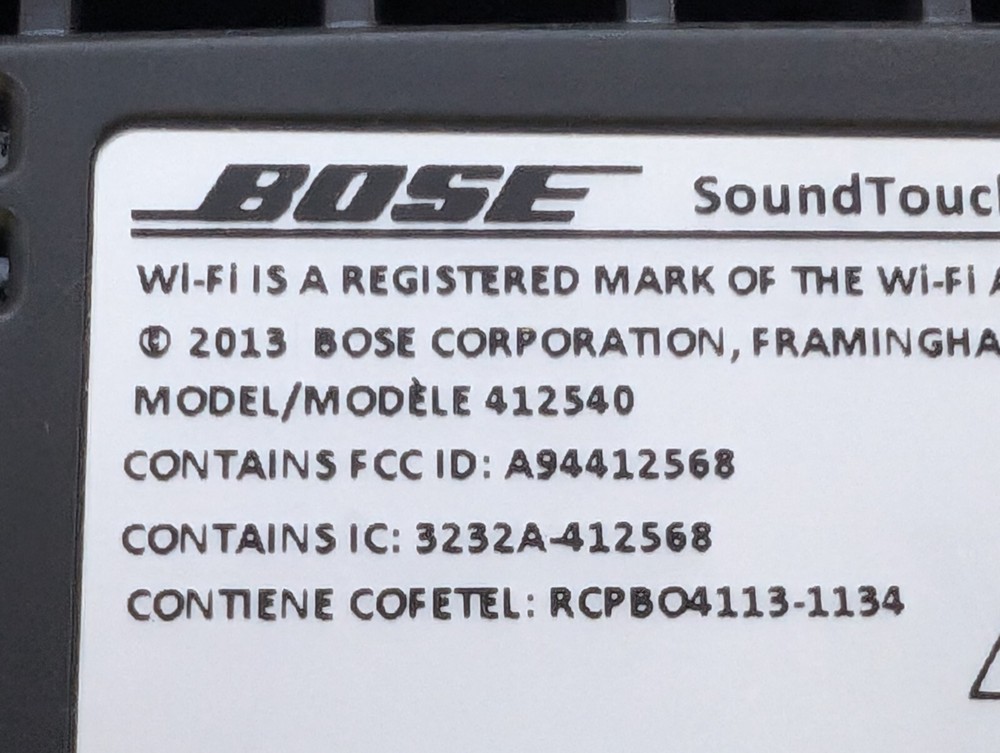 BOSE SoundTouch
Wi-Fi IS A REGISTERED MARK OF THE Wi-Fi A
© 2013 BOSE CORPORATION, FRAMINGHA
MODEL/MODÈLE 412540
CONTAINS FCC ID: A94412568
CONTAINS IC: 3232A-412568
CONTIENE COFETEL: RCPBO4113-1134